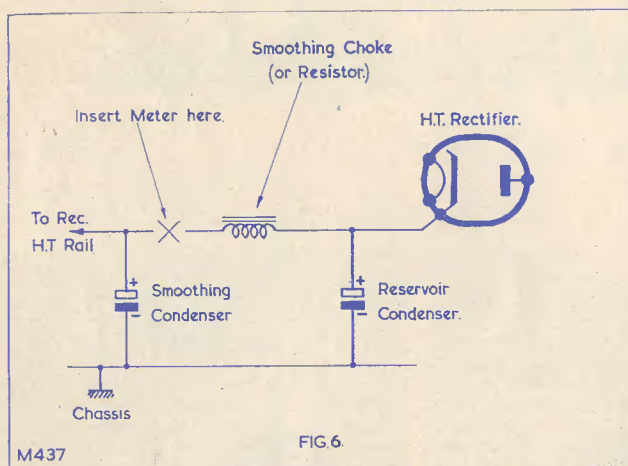 Smoothing Choke
(or Resistor.)
Insert Meter here.
H.T. Rectifier.
To Rec.
H.T Rail
+
Smoothing
Condenser
-
+
Reservoir
Condenser.
-
Chassis
FIG.6.
M437